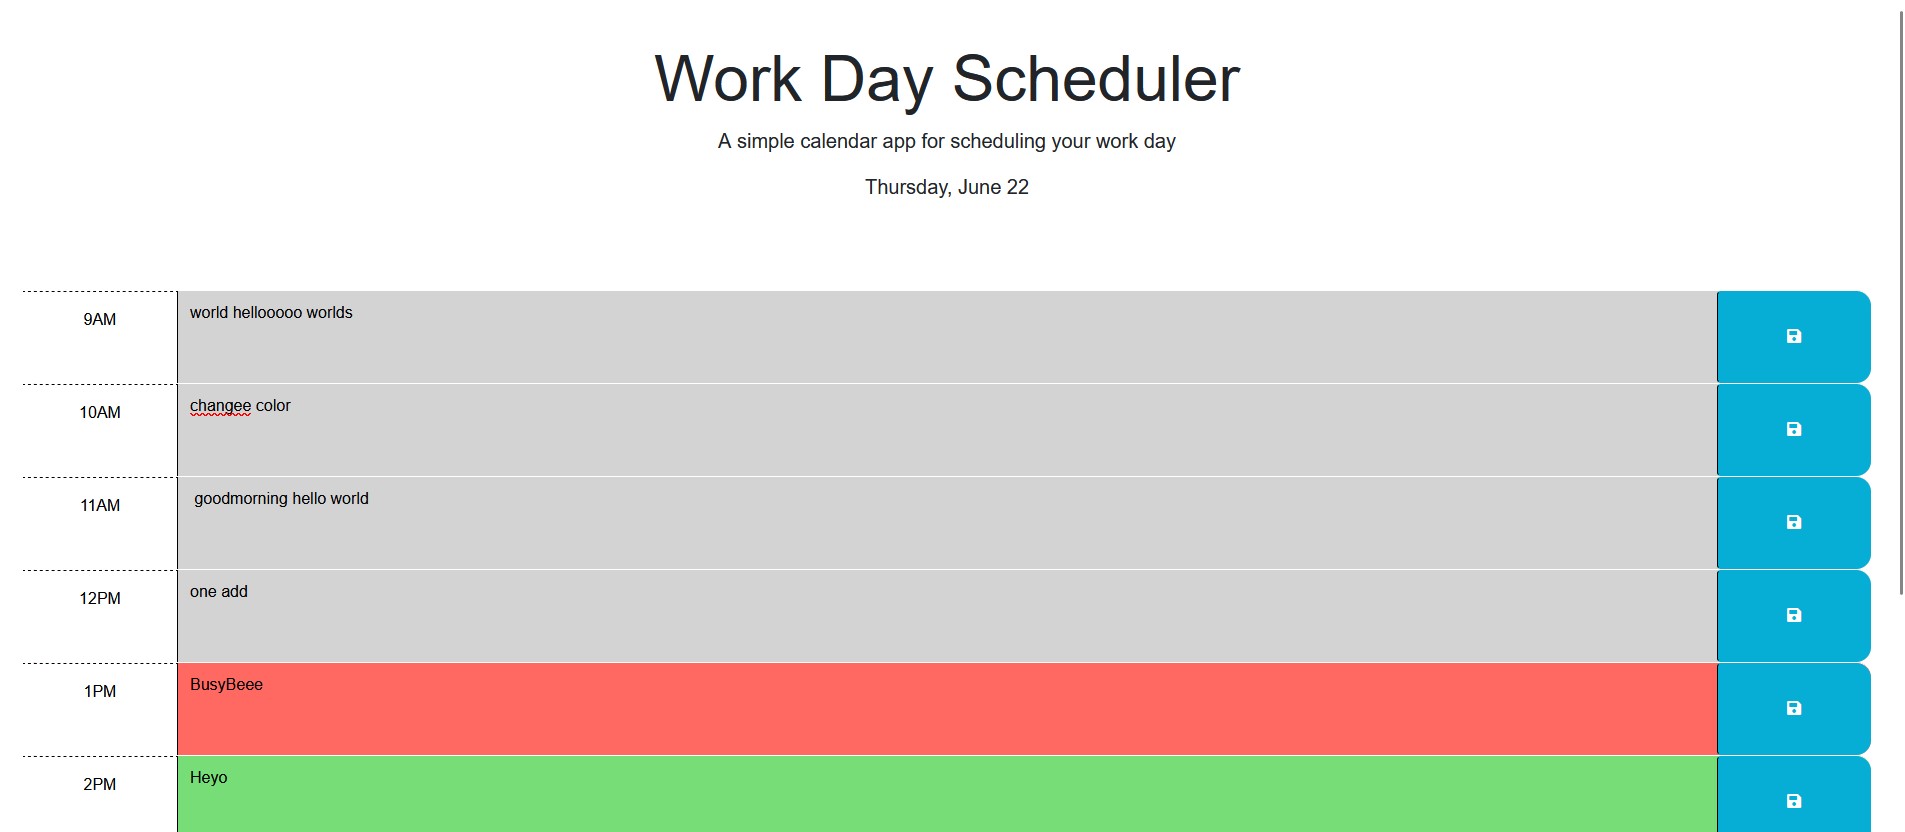 Work Day Scheduler
A simple calendar app for scheduling your work day
Thursday, June 22
9AM world hellooooo worlds
10AM changee color
11AM goodmorning hello world
12PM one add
1PM BusyBeee
2PM Heyo